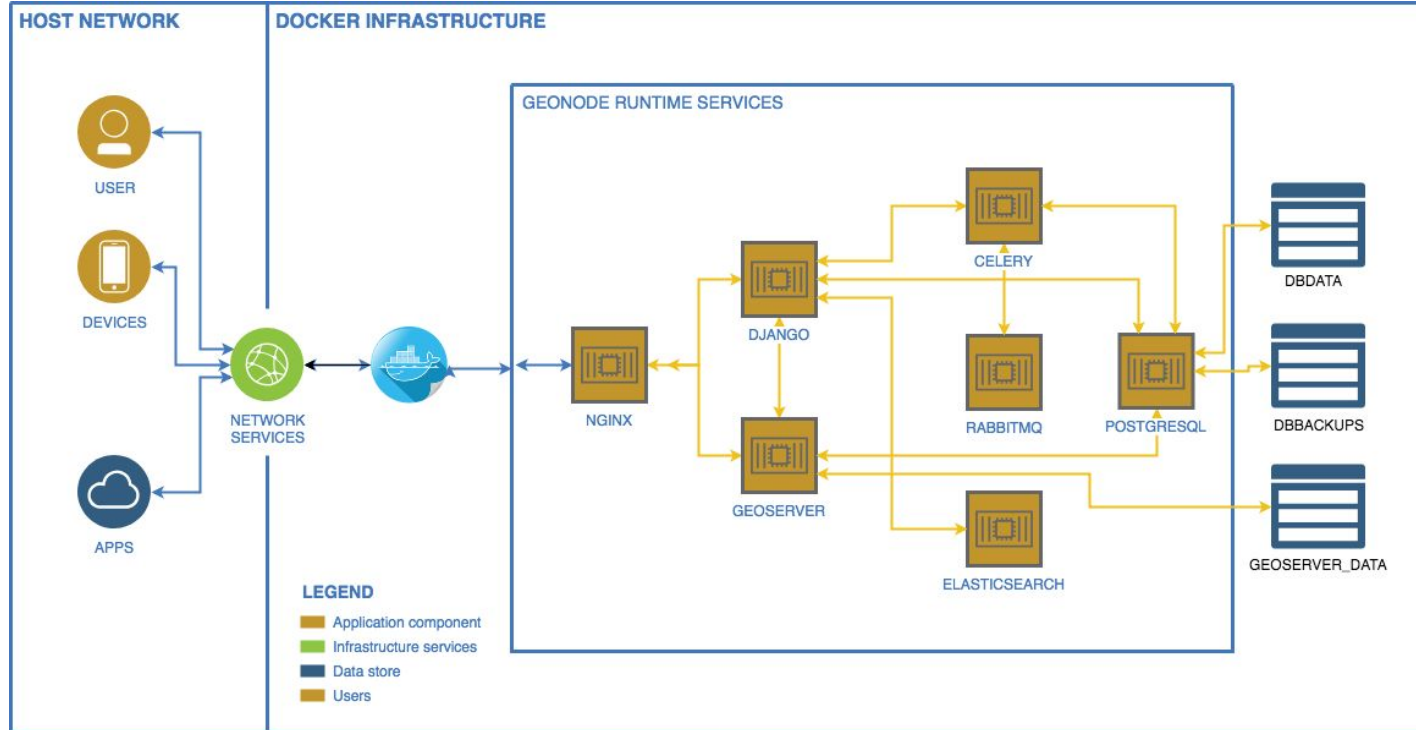 HOST NETWORK
DOCKER INFRASTRUCTURE
GEONODE RUNTIME SERVICES
USER
DEVICES
NETWORK
SERVICES
APPS
NGINX
DJANGO
GEOSERVER
CELERY
RABBITMQ
ELASTICSEARCH
POSTGRESQL
DBDATA
DBBACKUPS
GEOSERVER_DATA
LEGEND
Application component
Infrastructure services
Data store
Users